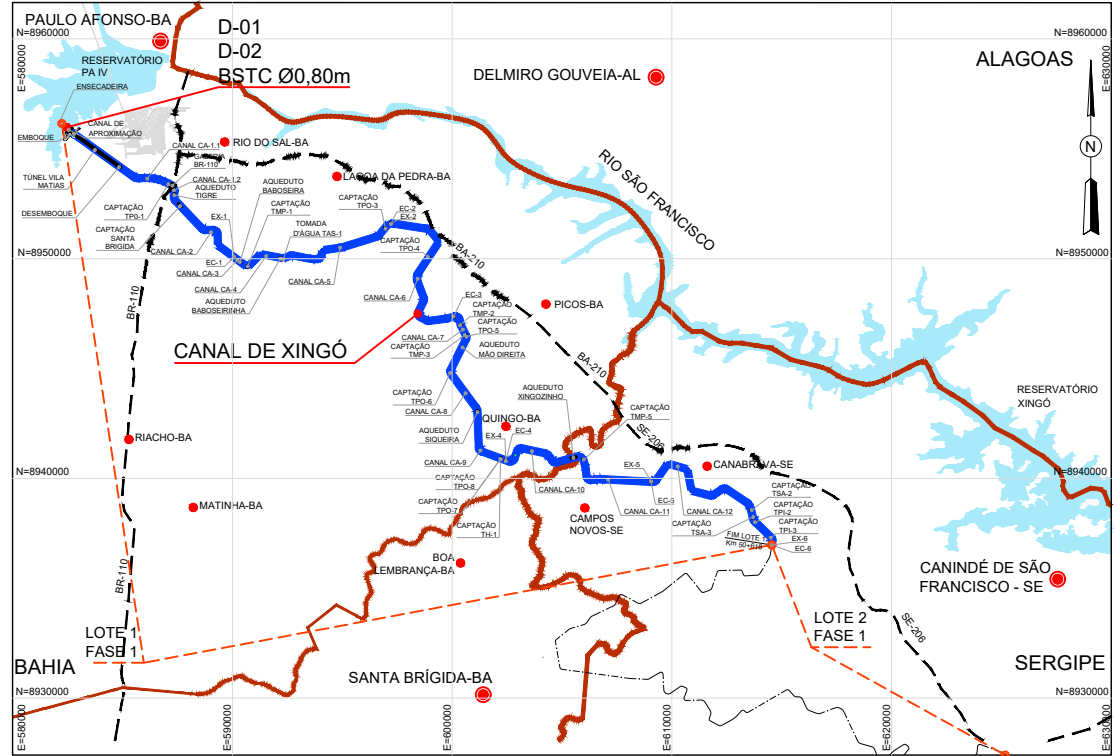 PAULO AFONSO-BA
D-01
D-02
BSTC Ø0,80m
N=8960000
N=8960000
E=580000
E=630000
RESERVATÓRIO
PA IV
ENSECADEIRA
DELMIRO GOUVEIA-AL
ALAGOAS
N
CANAL DE
APROXIMAÇÃO
EMBOQUE
RIO DO SAL-BA
CANAL CA-1.1
GALERIA
BR-110
TÚNEL VILA
MATIAS
CANAL CA-1.2
AQUEDUTO
TIGRE
LAGOA DA PEDRA-BA
AQUEDUTO
BABOSEIRA
RIO SÃO FRANCISCO
DESEMBOQUE
CAPTAÇÃO
TP0-1
EX-1
CAPTAÇÃO
TMP-1
CAPTAÇÃO
TPO-3
EC-2
EX-2
CAPTAÇÃO
SANTA
BRIGIDA
TOMADA
D'ÁGUA TAS-1
CAPTAÇÃO
TPO-4
BA-210
CANAL CA-2
N=8950000
N=8950000
EC-1
CANAL CA-3
CANAL CA-4
CANAL CA-5
AQUEDUTO
BABOSEIRINHA
BR-110
CANAL CA-6
EC-3
CAPTAÇÃO
TMP-2
CAPTAÇÃO
TPO-5
PICOS-BA
CANAL DE XINGÓ
CANAL CA-7
CAPTAÇÃO
TMP-3
AQUEDUTO
MÃO DIREITA
BA-210
CAPTAÇÃO
TPO-6
CANAL CA-8
AQUEDUTO
XINGOZINHO
CAPTAÇÃO
TMP-5
RESERVATÓRIO
XINGÓ
RIACHO-BA
AQUEDUTO
SIQUEIRA
QUINGO-BA
EX-4
EC-4
SE-206
CANAL CA-9
EX-5
CANABRAVA-SE
N=8940000
N=8940000
CAPTAÇÃO
TPO-8
CANAL CA-10
CAPTAÇÃO
TSA-2
MATINHA-BA
CAPTAÇÃO
TPO-7
EC-5
CANAL CA-11
CANAL CA-12
CAPTAÇÃO
TPI-2
CAPTAÇÃO
TH-1
CAMPOS
NOVOS-SE
CAPTAÇÃO
TSA-3
CAPTAÇÃO
TPI-3
FIM LOTE 1
EX-6
EC-6
BOA
LEMBRANÇA-BA
CANINDÉ DE SÃO
FRANCISCO - SE
BR-110
LOTE 1
FASE 1
LOTE 2
FASE 1
SE-206
BAHIA
SERGIPE
SANTA BRÍGIDA-BA
N=8930000
N=8930000
E=580000
E=590000
E=600000
E=610000
E=620000
E=630000